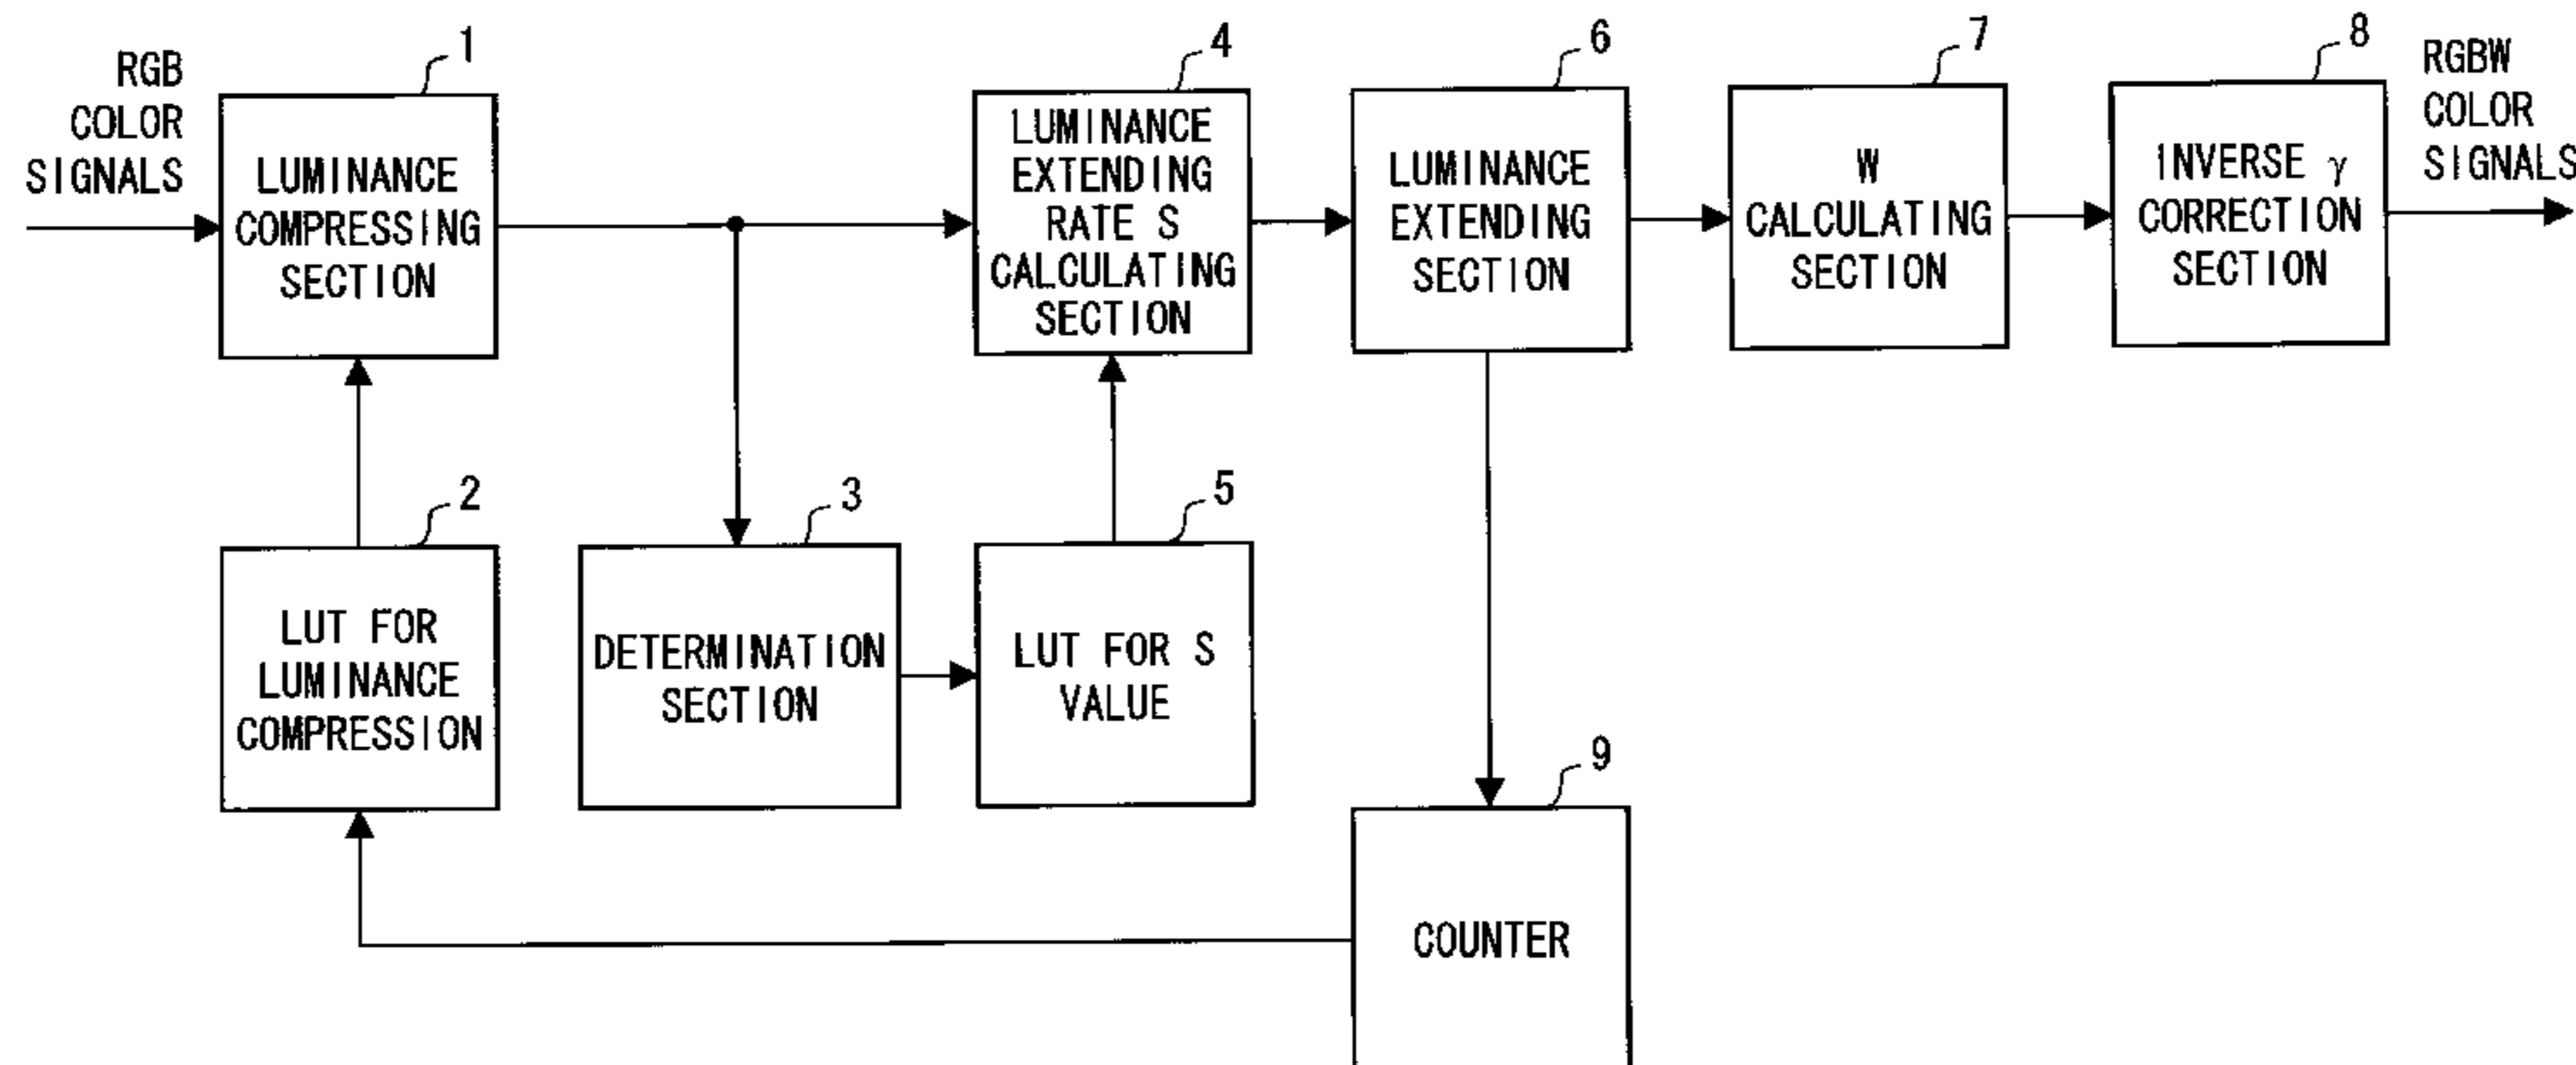 RGB
COLOR
SIGNALS
1
LUMINANCE
COMPRESSING
SECTION
4
LUMINANCE
EXTENDING
RATE S
CALCULATING
SECTION
6
LUMINANCE
EXTENDING
SECTION
7
W
CALCULATING
SECTION
8
INVERSE γ
CORRECTION
SECTION
RGBW
COLOR
SIGNALS
2
LUT FOR
LUMINANCE
COMPRESSION
3
DETERMINATION
SECTION
5
LUT FOR S
VALUE
9
COUNTER